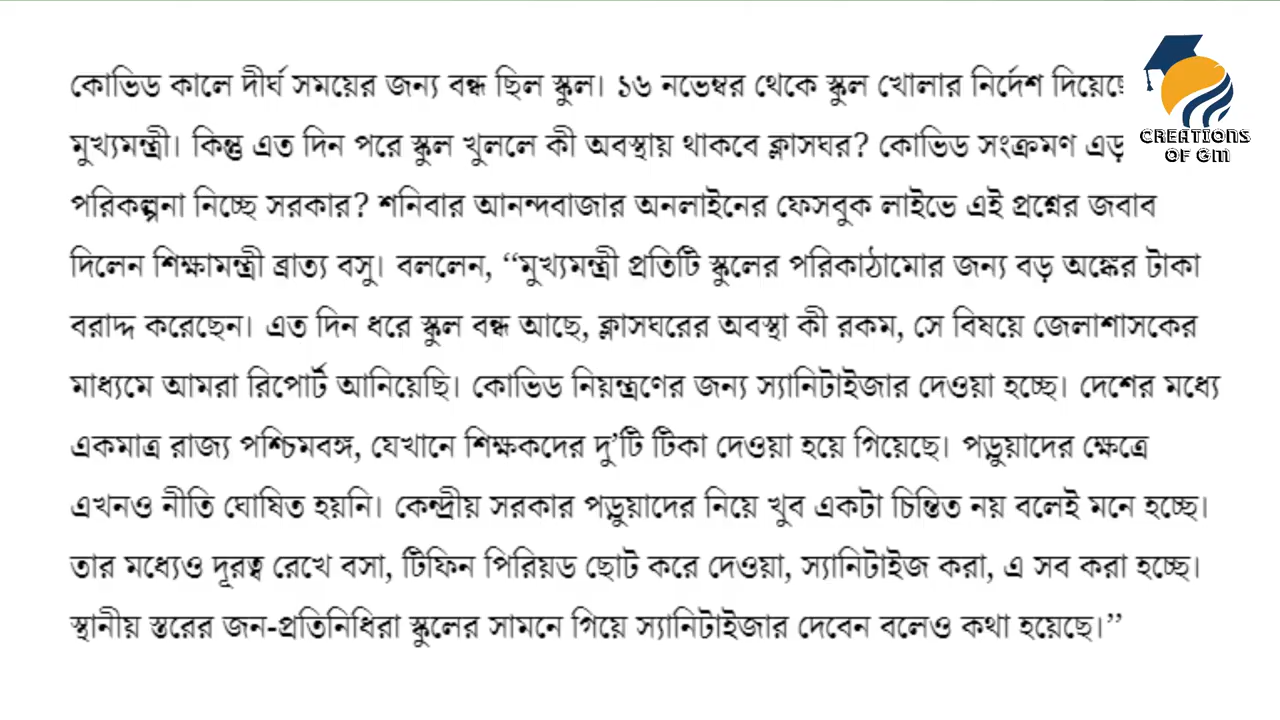 কোভিড কালে দীর্ঘ সময়ের জন্য বন্ধ ছিল স্কুল। ১৬ নভেম্বর থেকে স্কুল খোলার নির্দেশ
মুখ্যমন্ত্রী। কিন্তু এত দিন পরে স্কুল খুললে কী অবস্থায় থাকবে ক্লাসঘর? কোভিড সংক্রমণ
পরিকল্পনা নিচ্ছে সরকার? শনিবার আনন্দবাজার অনলাইনের ফেসবুক লাইভে এই প্রশ্নের জবাব
দিলেন শিক্ষামন্ত্রী ব্রাত্য বসু। বললেন, ‘‘মুখ্যমন্ত্রী প্রতিটি স্কুলের পরিকাঠামোর জন্য বড় অঙ্কের টাকা
বরাদ্দ করেছেন। এত দিন ধরে স্কুল বন্ধ আছে, ক্লাসঘরের অবস্থা কী রকম, সে বিষয়ে জেলাশাসকের
মাধ্যমে আমরা রিপোর্ট আনিয়েছি। কোভিড নিয়ন্ত্রণের জন্য স্যানিটাইজার দেওয়া হচ্ছে। দেশের মধ্যে
একমাত্র রাজ্য পশ্চিমবঙ্গ, যেখানে শিক্ষকদের দু’টি টিকা দেওয়া হয়ে গিয়েছে। পড়ুয়াদের ক্ষেত্রে
এখনও নীতি ঘোষিত হয়নি। কেন্দ্রীয় সরকার পড়ুয়াদের নিয়ে খুব একটা চিন্তিত নয় বলেই মনে হচ্ছে।
তার মধ্যেও দূরত্ব রেখে বসা, টিফিন পিরিয়ড ছোট করে দেওয়া, স্যানিটাইজ করা, এ সব করা হচ্ছে।
স্থানীয় স্তরের জন-প্রতিনিধিরা স্কুলের সামনে গিয়ে স্যানিটাইজার দেবেন বলেও কথা হয়েছে।’’
CREATIONS
OF GM